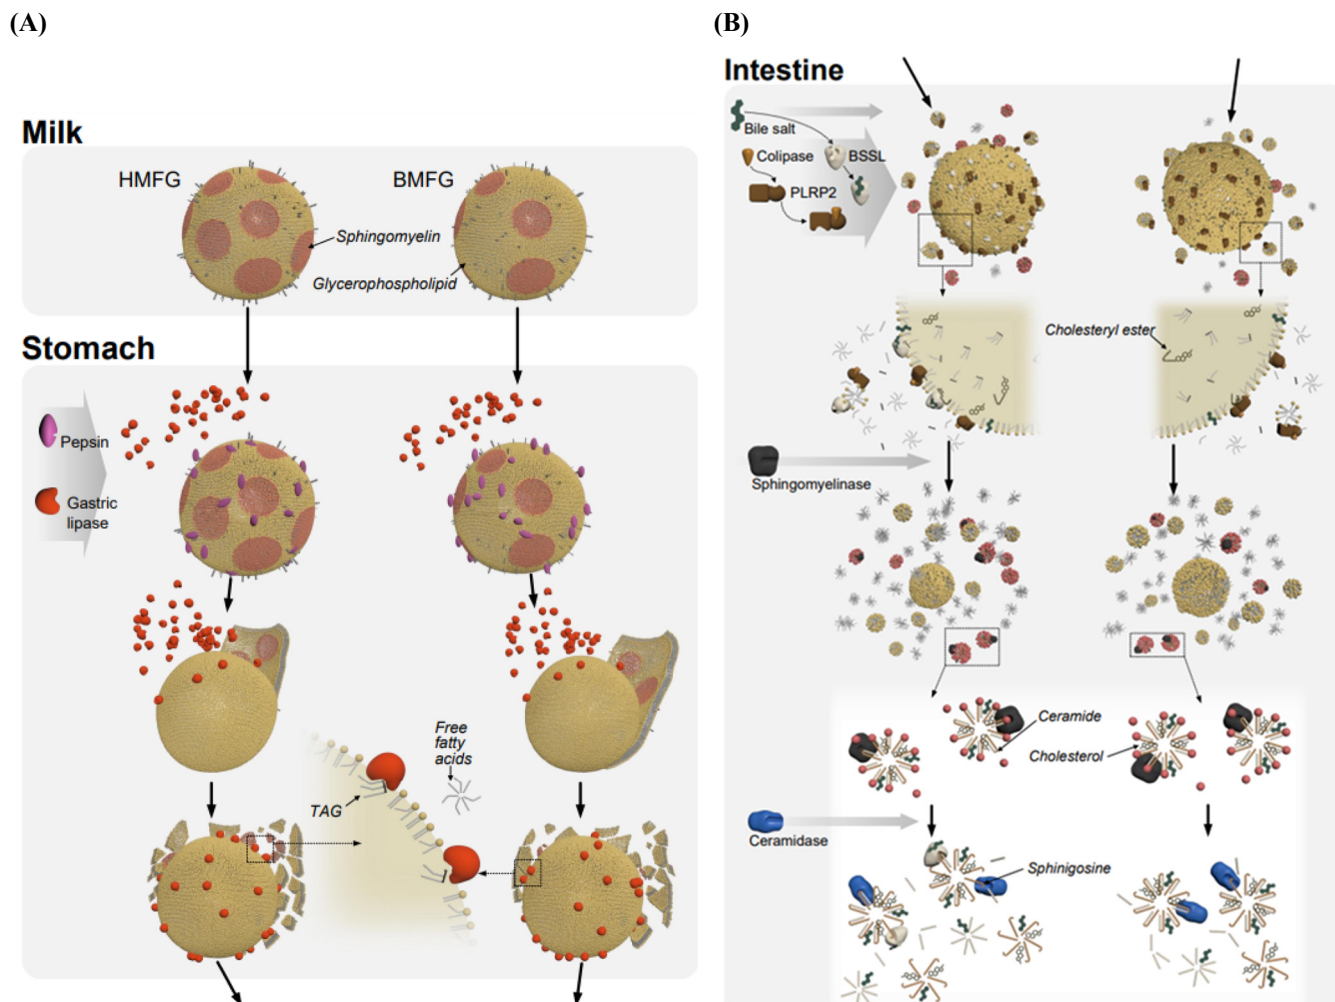 (A)
Milk
HMFG
BMFG
Sphingomyelin
Glycerophospholipid
Stomach
Pepsin
Gastric
lipase
Free
fatty
acids
TAG
(B)
Intestine
Bile salt
Colipase
BSSL
PLRP2
Cholesteryl ester
Sphingomyelinase
Ceramide
Cholesterol
Ceramidase
Sphinigosine